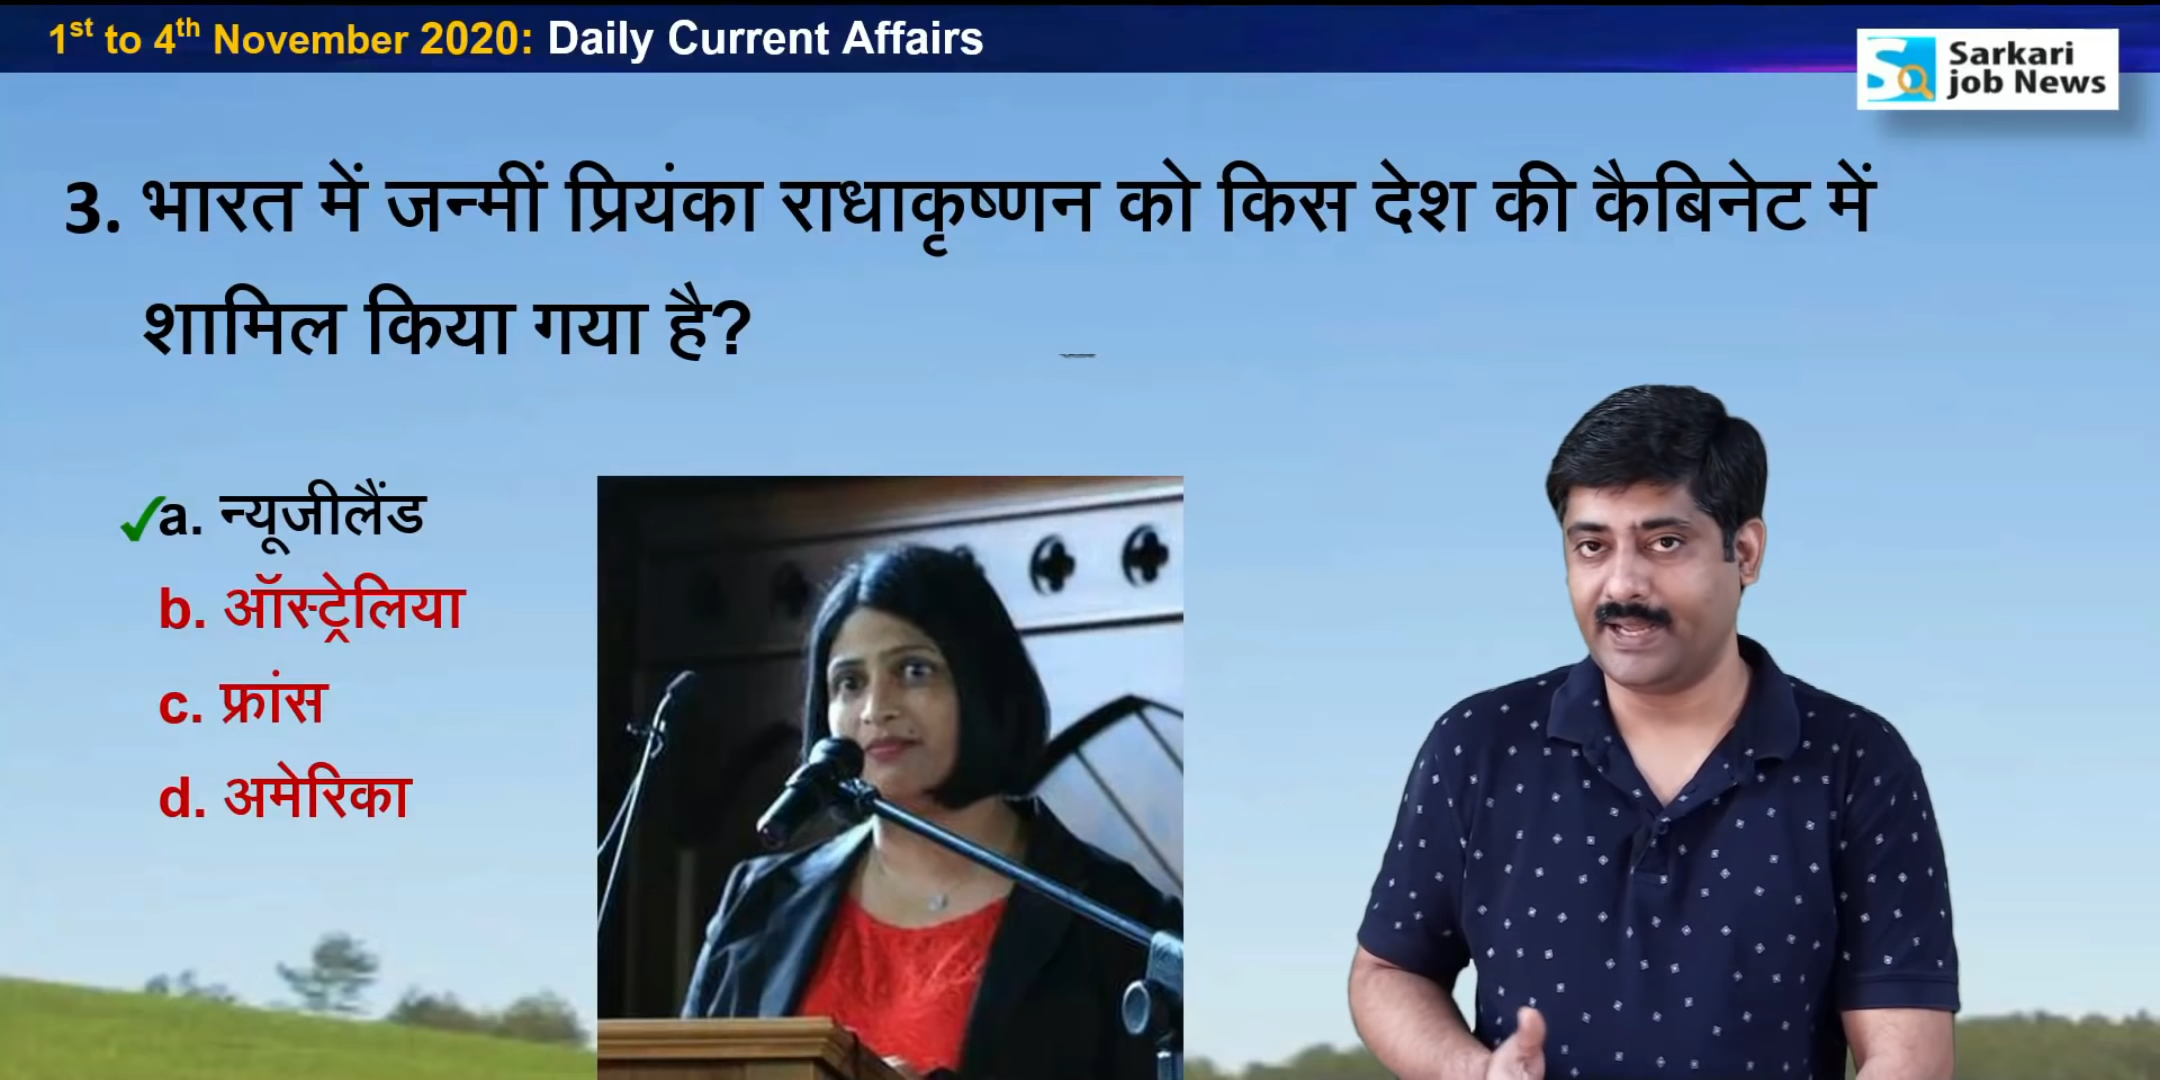 1st to 4th November 2020: Daily Current Affairs
Sarkari
job News
3. भारत में जन्मीं प्रियंका राधाकृष्णन को किस देश की कैबिनेट में
शामिल किया गया है?
a. न्यूजीलैंड
b. ऑस्ट्रेलिया
c. फ्रांस
d. अमेरिका